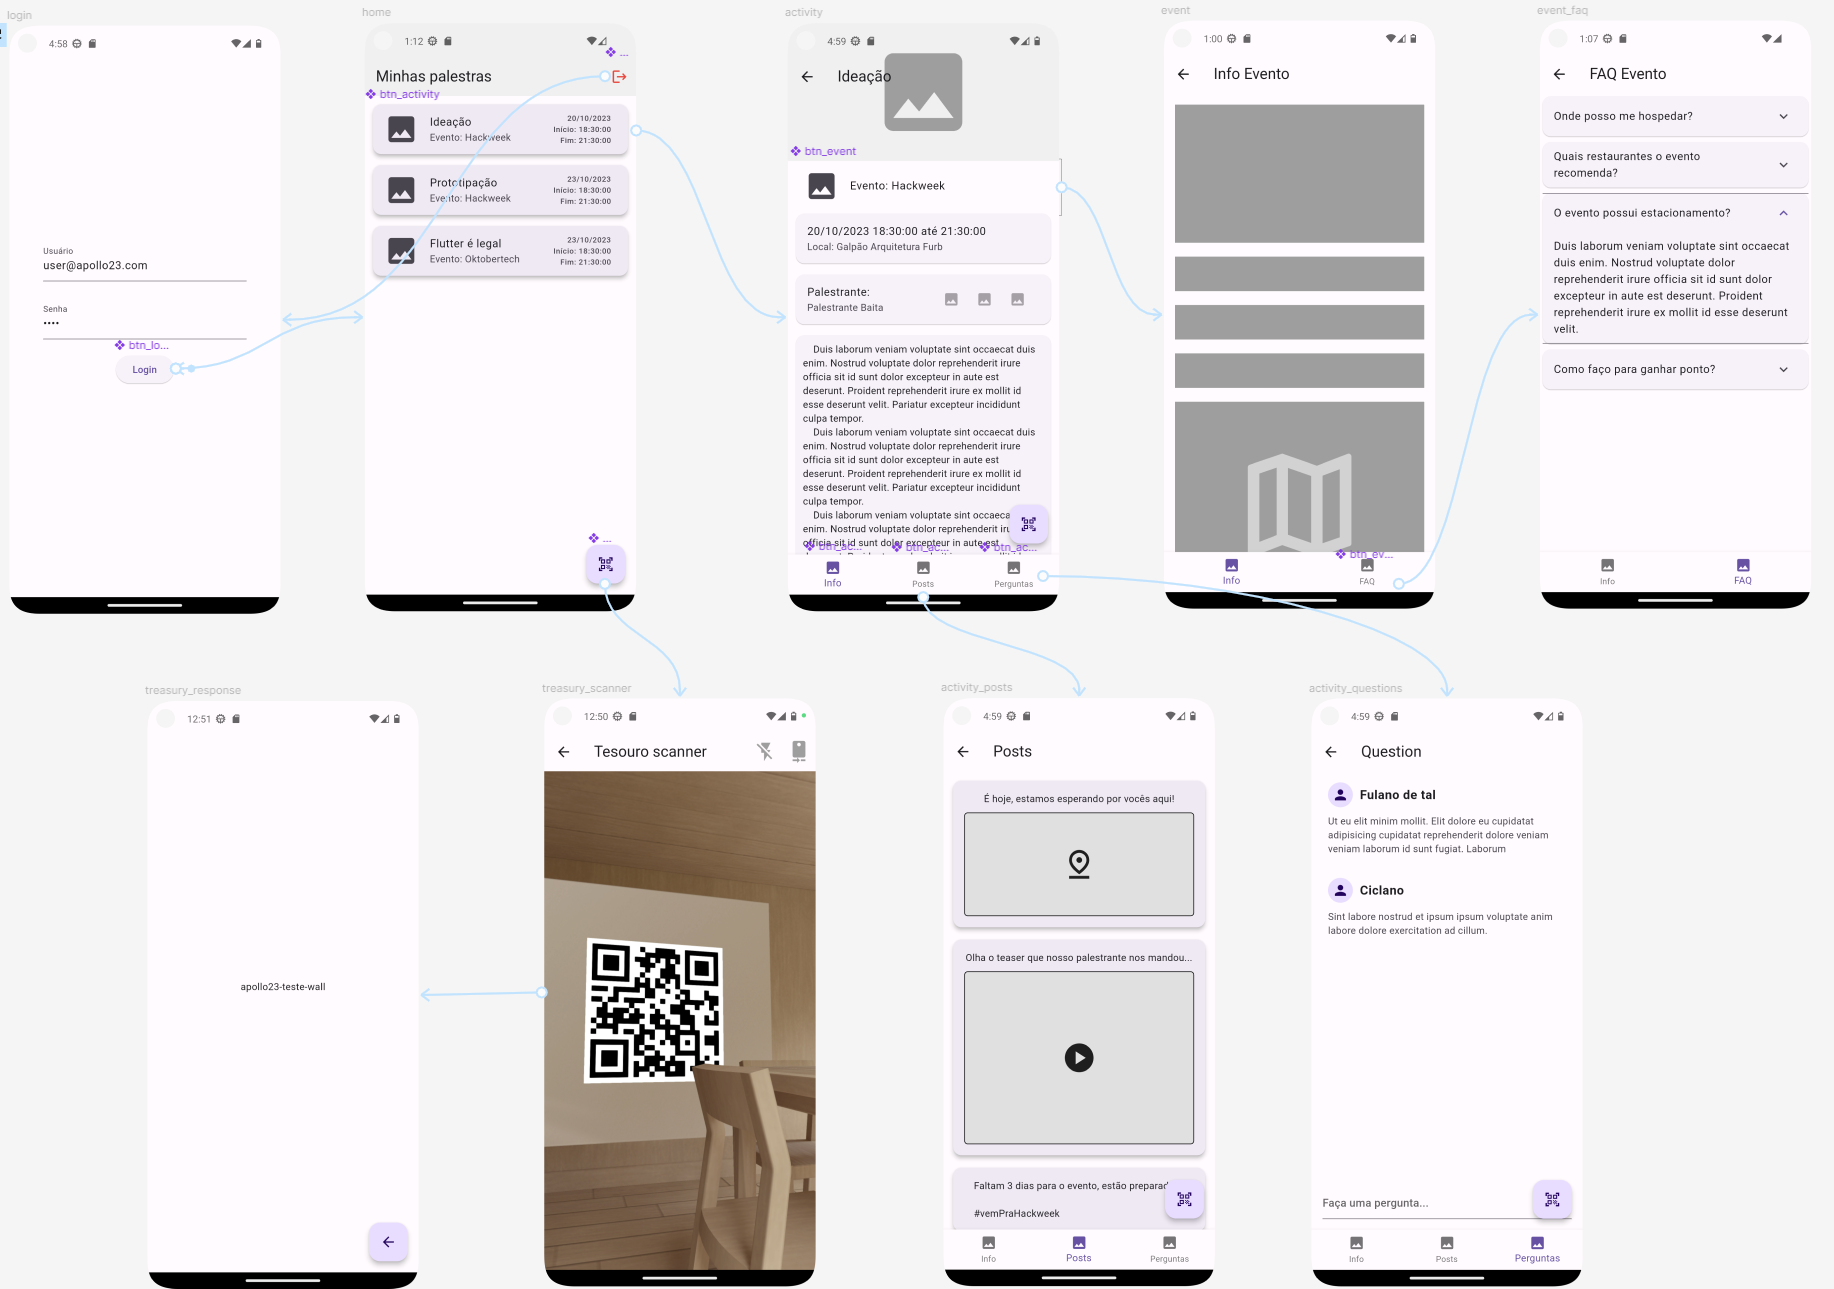 login
4:58
Usuário
user@apollo23.com
Senha
••••
btn_lo...
Login
home
1:12
...
Minhas palestras
btn_activity
Ideação
Evento: Hackweek
20/10/2023
Início: 18:30:00
Fim: 21:30:00
Prototipação
Evento: Hackweek
23/10/2023
Início: 18:30:00
Fim: 21:30:00
Flutter é legal
Evento: Oktobertech
23/10/2023
Início: 18:30:00
Fim: 21:30:00
...
activity
4:59
Ideação
btn_event
Evento: Hackweek
20/10/2023 18:30:00 até 21:30:00
Local: Galpão Arquitetura Furb
Palestrante:
Palestrante Baita
Duis laborum veniam voluptate sint occaecat duis
enim. Nostrud voluptate dolor reprehenderit irure
officia sit id sunt dolor excepteur in aute est
deserunt. Proident reprehenderit irure ex mollit id
esse deserunt velit. Pariatur excepteur incididunt
culpa tempor.
Duis laborum veniam voluptate sint occaecat duis
enim. Nostrud voluptate dolor reprehenderit irure
officia sit id sunt dolor excepteur in aute est
deserunt. Proident reprehenderit irure ex mollit id
esse deserunt velit. Pariatur excepteur incididunt
culpa tempor.
Duis laborum veniam voluptate sint occaeca
enim. Nostrud voluptate dolor reprehenderit iru
officia sit id sunt dolor excepteur in aute est
btn_ac...
btn_ac...
btn_ac...
Info
Posts
Perguntas
event
1:00
Info Evento
btn_ev...
Info
FAQ
event_faq
1:07
FAQ Evento
Onde posso me hospedar?
Quais restaurantes o evento
recomenda?
O evento possui estacionamento?
Duis laborum veniam voluptate sint occaecat
duis enim. Nostrud voluptate dolor
reprehenderit irure officia sit id sunt dolor
excepteur in aute est deserunt. Proident
reprehenderit irure ex mollit id esse deserunt
velit.
Como faço para ganhar ponto?
Info
FAQ
treasury_response
12:51
apollo23-teste-wall
treasury_scanner
12:50
Tesouro scanner
activity_posts
4:59
Posts
É hoje, estamos esperando por vocês aqui!
Olha o teaser que nosso palestrante nos mandou...
Faltam 3 dias para o evento, estão preparad
#vemPraHackweek
Info
Posts
Perguntas
activity_questions
4:59
Question
Fulano de tal
Ut eu elit minim mollit. Elit dolore eu cupidatat
adipisicing cupidatat reprehenderit dolore veniam
veniam laborum id sunt fugiat. Laborum
Ciclano
Sint labore nostrud et ipsum ipsum voluptate anim
labore dolore exercitation ad cillum.
Faça uma pergunta...
Info
Posts
Perguntas